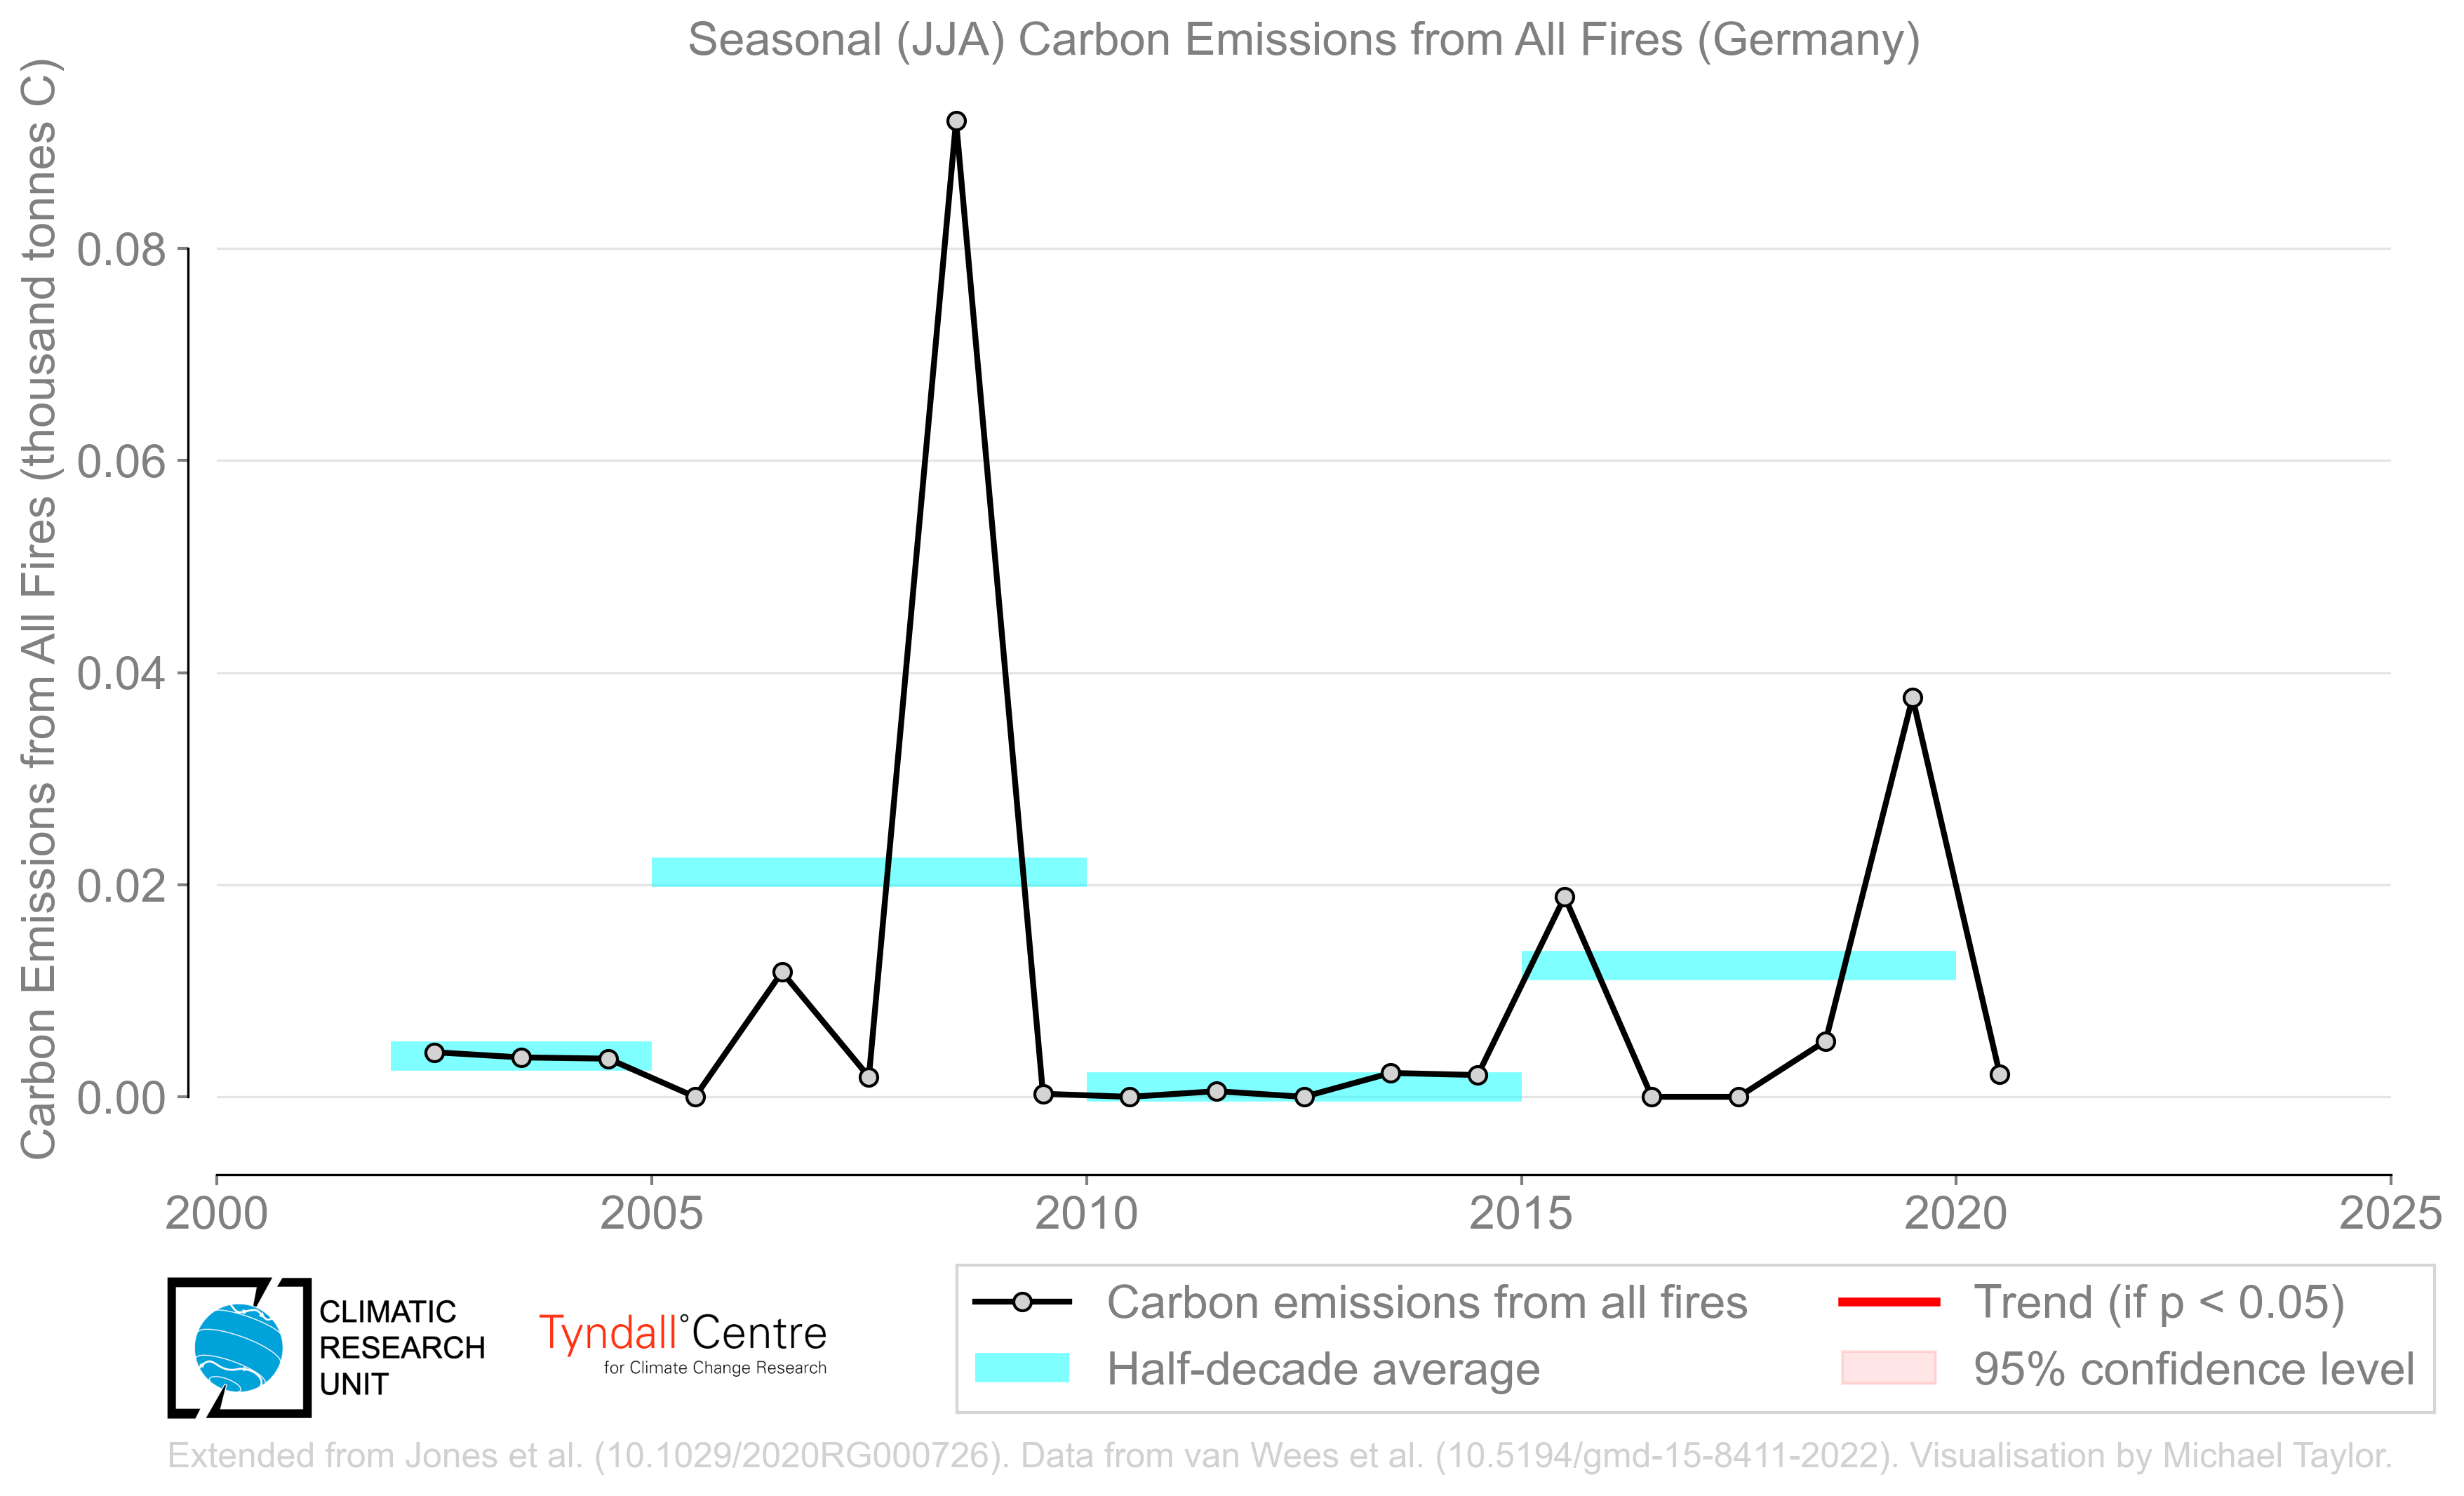 Seasonal (JJA) Carbon Emissions from All Fires (Germany)
Carbon Emissions from All Fires (thousand tonnes C)
0.08
0.06
0.04
0.02
0.00
2000 2005 2010 2015 2020 2025
CLIMATIC
RESEARCH
UNIT
Tyndall°Centre
for Climate Change Research
Carbon emissions from all fires
Half-decade average
Trend (if p < 0.05)
95% confidence level
Extended from Jones et al. (10.1029/2020RG000726). Data from van Wees et al. (10.5194/gmd-15-8411-2022). Visualisation by Michael Taylor.